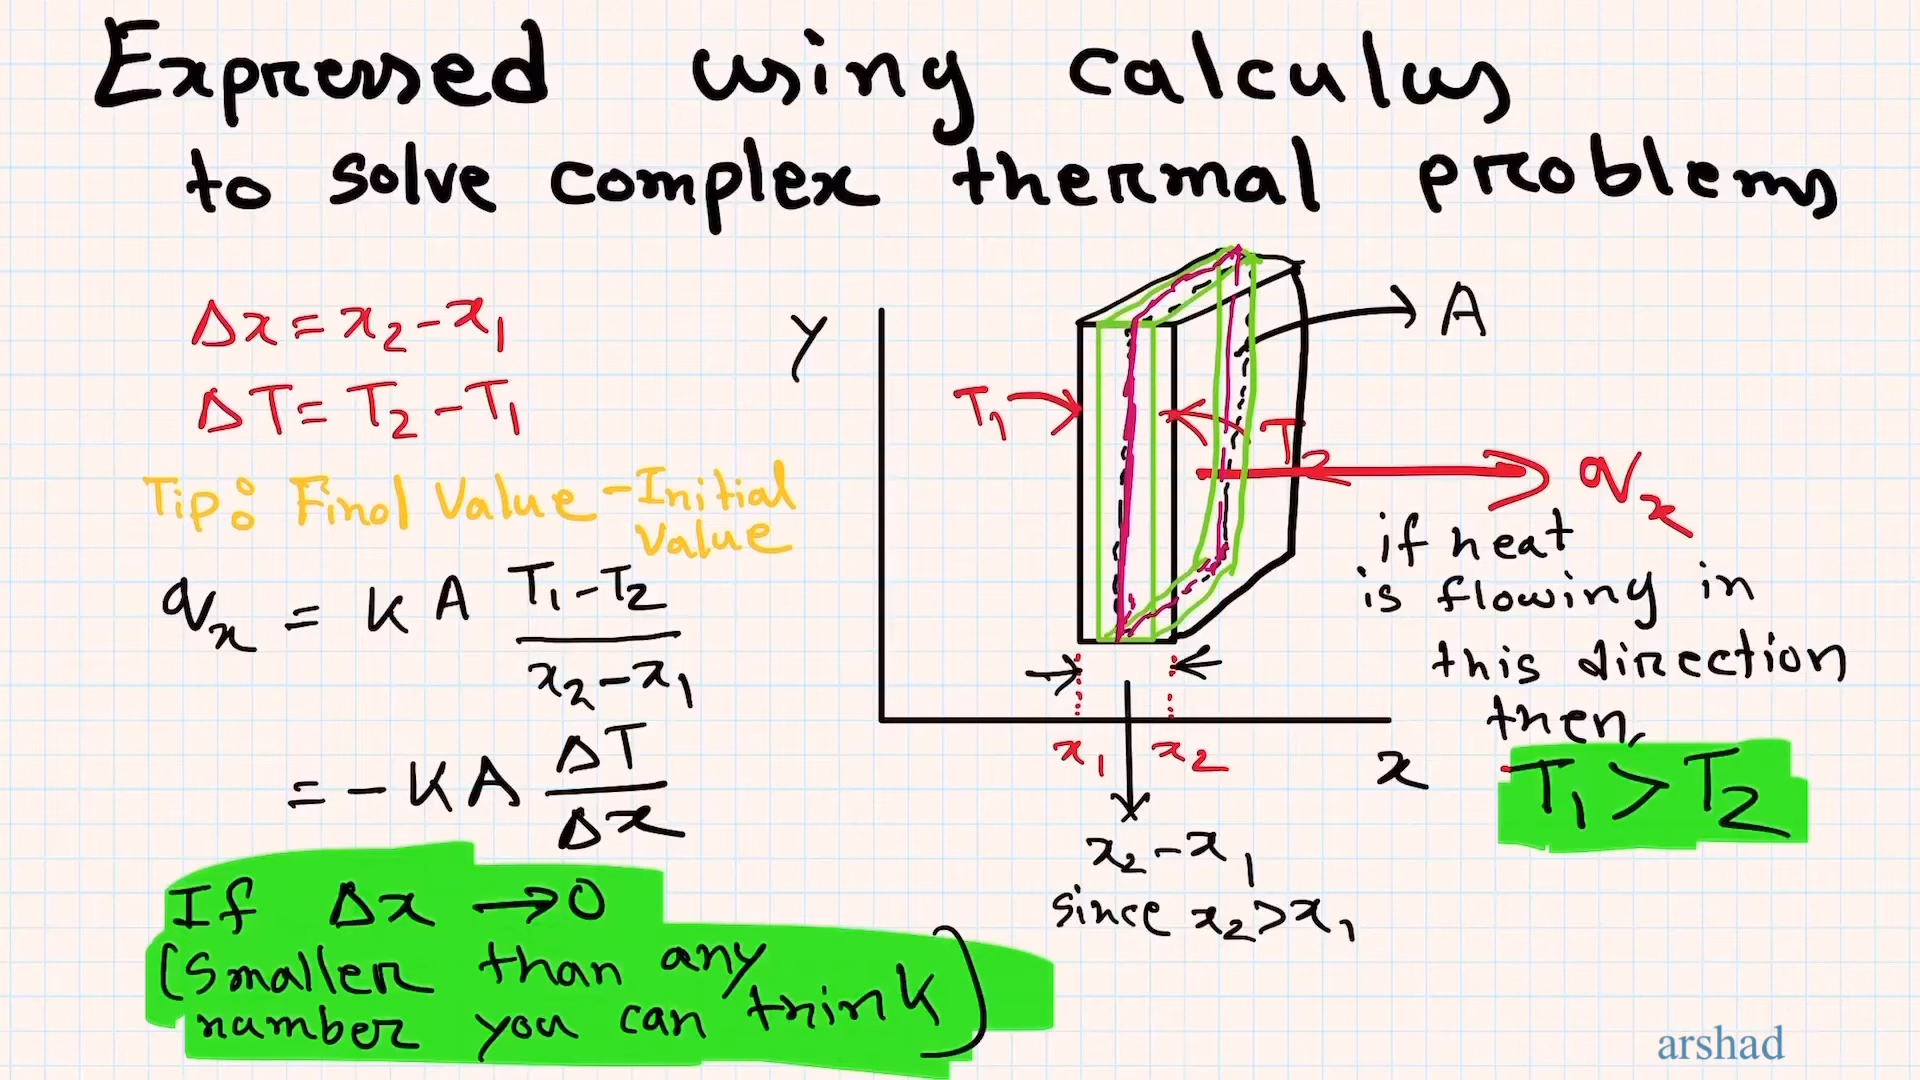 Expressed using calculus
to solve complex thermal problems
Δx = x₂ - x₁
ΔT = T₂ - T₁
Tip: Final Value - Initial
Value
qₓ = K A (T₁ - T₂) / (x₂ - x₁)
= - K A ΔT / Δx
If Δx → 0
(Smaller than any
number you can think)
y
A
T₁
T₂
qₓ
if heat
is flowing in
this direction
then,
T₁ > T₂
x₁
x₂
x
x₂ - x₁
since x₂ > x₁
arshad